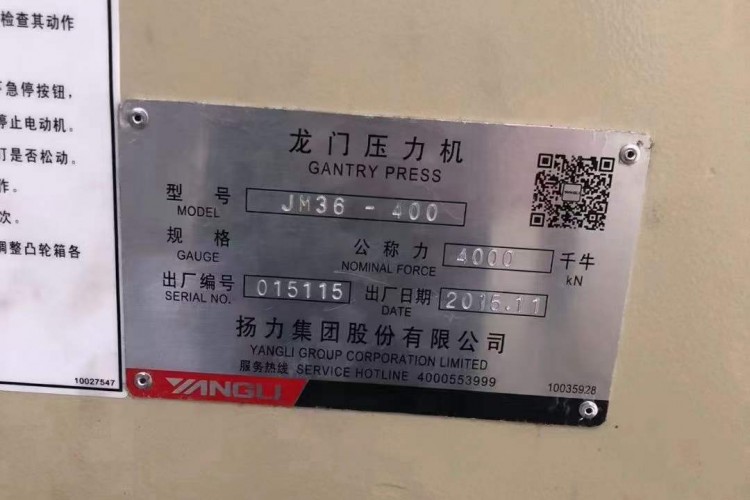 检查其动作
急停按钮，
停止电动机。
钉是否松动。
作。
次。
调整凸轮箱各
10027547
龙门压力机
GANTRY PRESS
型号 JM36-400
MODEL
规格 公称力 4000 千牛
GAUGE NOMINAL FORCE kN
出厂编号 015115 出厂日期 2015.11
SERIAL NO. DATE
扬力集团股份有限公司
YANGLI GROUP CORPORATION LIMITED
服务热线 SERVICE HOTLINE 4000553999
YANGLI 10035928